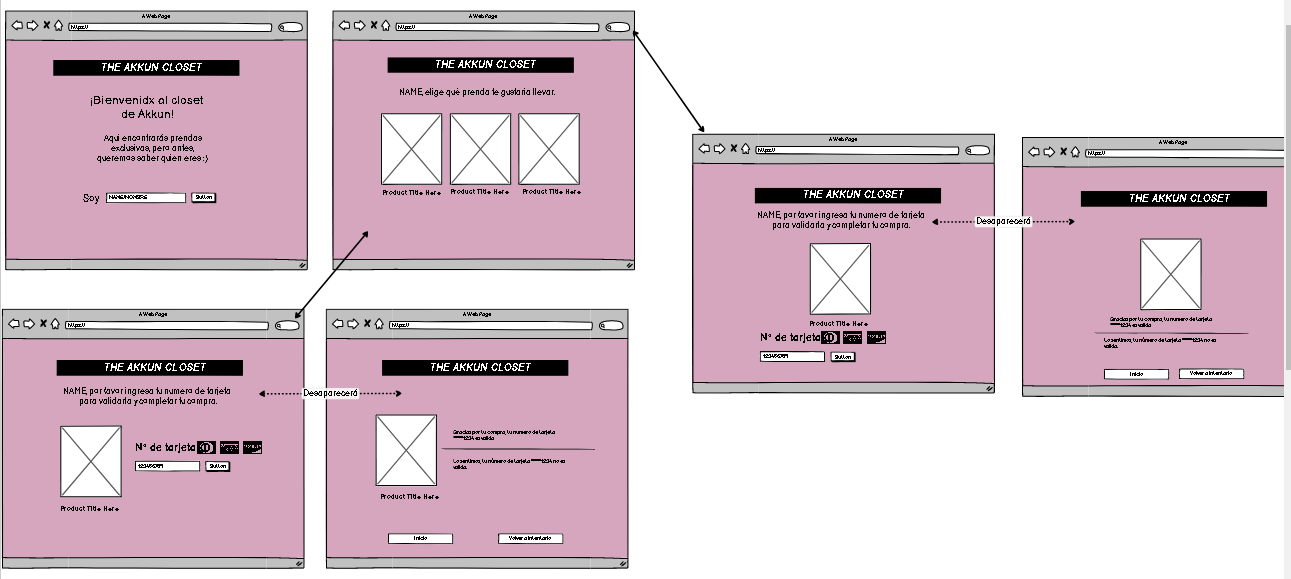 A Web Page
https://
THE AKKUN CLOSET
¡Bienvenidx al closet
de Akkun!
Aqui encontrarás prendas
exclusivas, pero antes,
queremos saber quien eres :)
Soy NAME/NOMBRE Button
A Web Page
https://
THE AKKUN CLOSET
NAME, elige qué prenda te gustaria llevar.
Product Title Here Product Title Here Product Title Here
A Web Page
https://
THE AKKUN CLOSET
NAME, por favor ingresa tu numero de tarjeta
para validarla y completar tu compra.
Product Title Here
Nº de tarjeta
123456789 Button
Desaparecerá
A Web Page
https://
THE AKKUN CLOSET
Gracias por tu compra, tu numero de tarjeta
****1234 es valida
Lo sentimos, tu número de tarjeta ****1234 no es
valida.
Inicio Volver a intentarlo
A Web Page
https://
THE AKKUN CLOSET
NAME, por favor ingresa tu numero de tarjeta
para validarla y completar tu compra.
Nº de tarjeta
123456789 Button
Product Title Here
Desaparecerá
A Web Page
https://
THE AKKUN CLOSET
Gracias por tu compra, tu numero de tarjeta
****1234 es valida
Lo sentimos, tu número de tarjeta ****1234 no es
valida.
Product Title Here
Inicio Volver a intentarlo